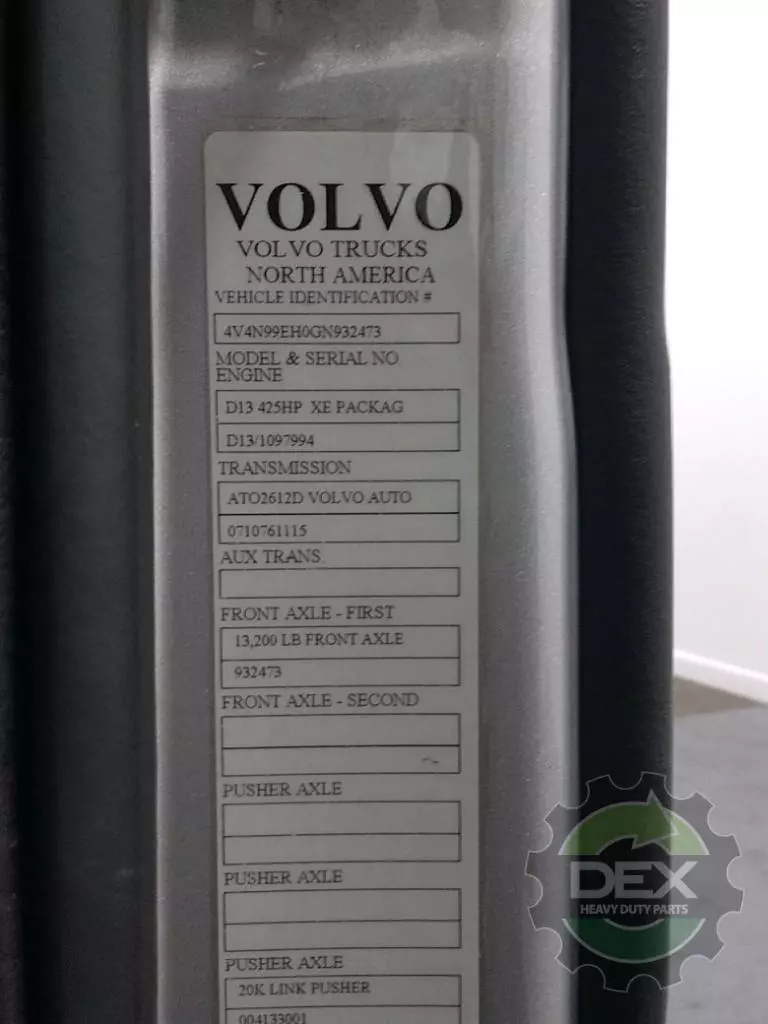 VOLVO
VOLVO TRUCKS
NORTH AMERICA
VEHICLE IDENTIFICATION #
4V4N99EH0GN932473
MODEL & SERIAL NO.
ENGINE
D13 425HP XE PACKAG
D13/1097994
TRANSMISSION
ATO2612D VOLVO AUTO
0710761115
AUX TRANS.
FRONT AXLE - FIRST
13,200 LB FRONT AXLE
932473
FRONT AXLE - SECOND
PUSHER AXLE
PUSHER AXLE
PUSHER AXLE
20K LINK PUSHER
004133001
DEX
HEAVY DUTY PARTS